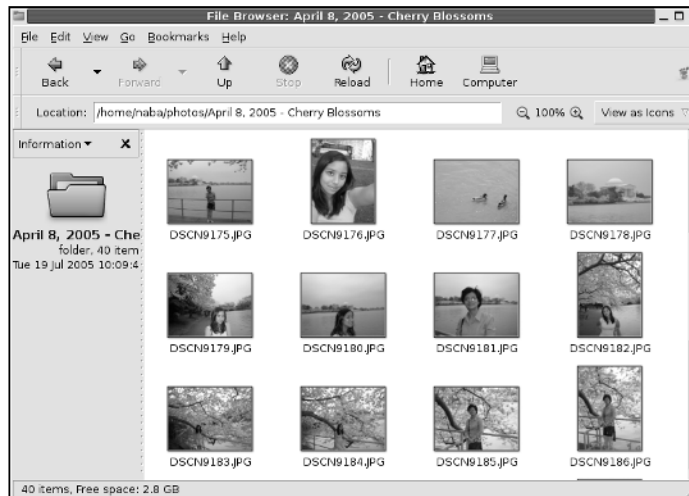 File Browser: April 8, 2005 - Cherry Blossoms
File Edit View Go Bookmarks Help
Back Forward Up Stop Reload Home Computer
Location: /home/naba/photos/April 8, 2005 - Cherry Blossoms 100% View as Icons
Information
April 8, 2005 - Che
folder, 40 item
Tue 19 Jul 2005 10:09:4
DSCN9175.JPG DSCN9176.JPG DSCN9177.JPG DSCN9178.JPG
DSCN9179.JPG DSCN9180.JPG DSCN9181.JPG DSCN9182.JPG
DSCN9183.JPG DSCN9184.JPG DSCN9185.JPG DSCN9186.JPG
40 items, Free space: 2.8 GB